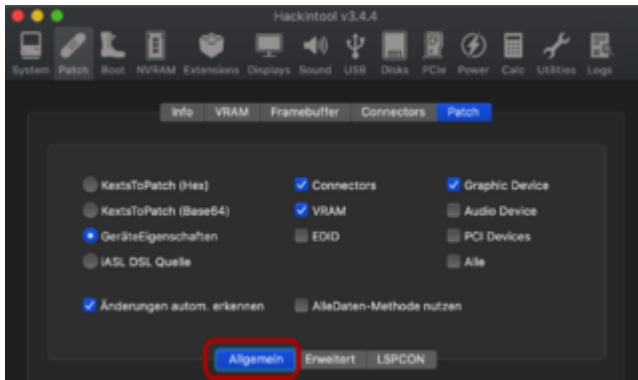 Hackintool v3.4.4
System Patch Boot NVRAM Extensions Displays Sound USB Disks PCIe Power Calc Utilities Logs
Info VRAM Framebuffer Connectors Patch
KextsToPatch (Hex) Connectors Graphic Device
KextsToPatch (Base64) VRAM Audio Device
GeräteEigenschaften EDID PCI Devices
iASL DSL Quelle Alle
Änderungen autom. erkennen AlleDaten-Methode nutzen
Allgemein Erweitert LSPCON